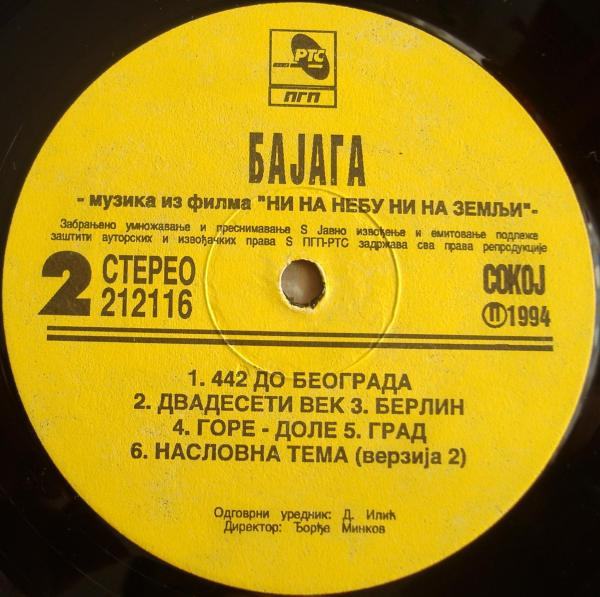 РТС
ПГП
БАЈАГА
- музика из филма "НИ НА НЕБУ НИ НА ЗЕМЉИ"-
Забрањено умножавање и преснимавање S Јавно извођење и емитовање подлеже
заштити ауторских и извођачких права S ПГП-РТС задржава сва права репродукције
2 СТЕРЕО
212116
СОКОЈ
Ⓟ1994
1. 442 ДО БЕОГРАДА
2. ДВАДЕСЕТИ ВЕК 3. БЕРЛИН
4. ГОРЕ - ДОЛЕ 5. ГРАД
6. НАСЛОВНА ТЕМА (верзија 2)
Одговрни уредник: Д. Илић
Директор: Ђорђе Минков